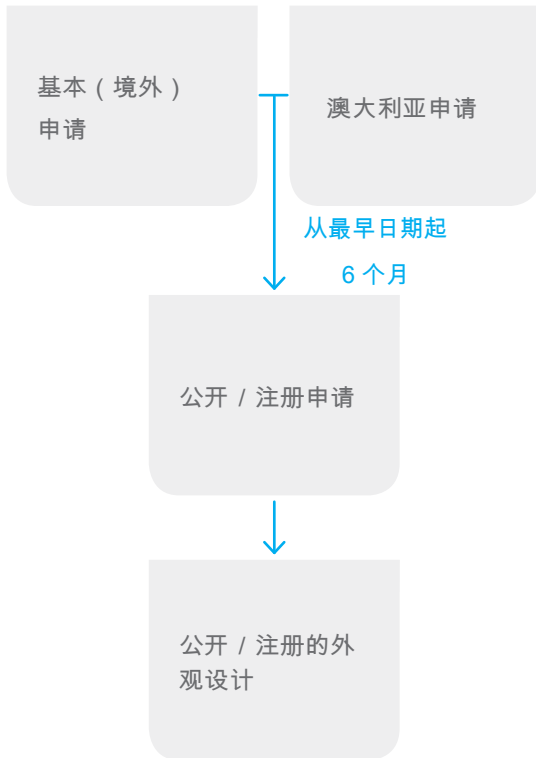 基本（境外）
申请
澳大利亚申请
从最早日期起
6 个月
公开 / 注册申请
公开 / 注册的外
观设计